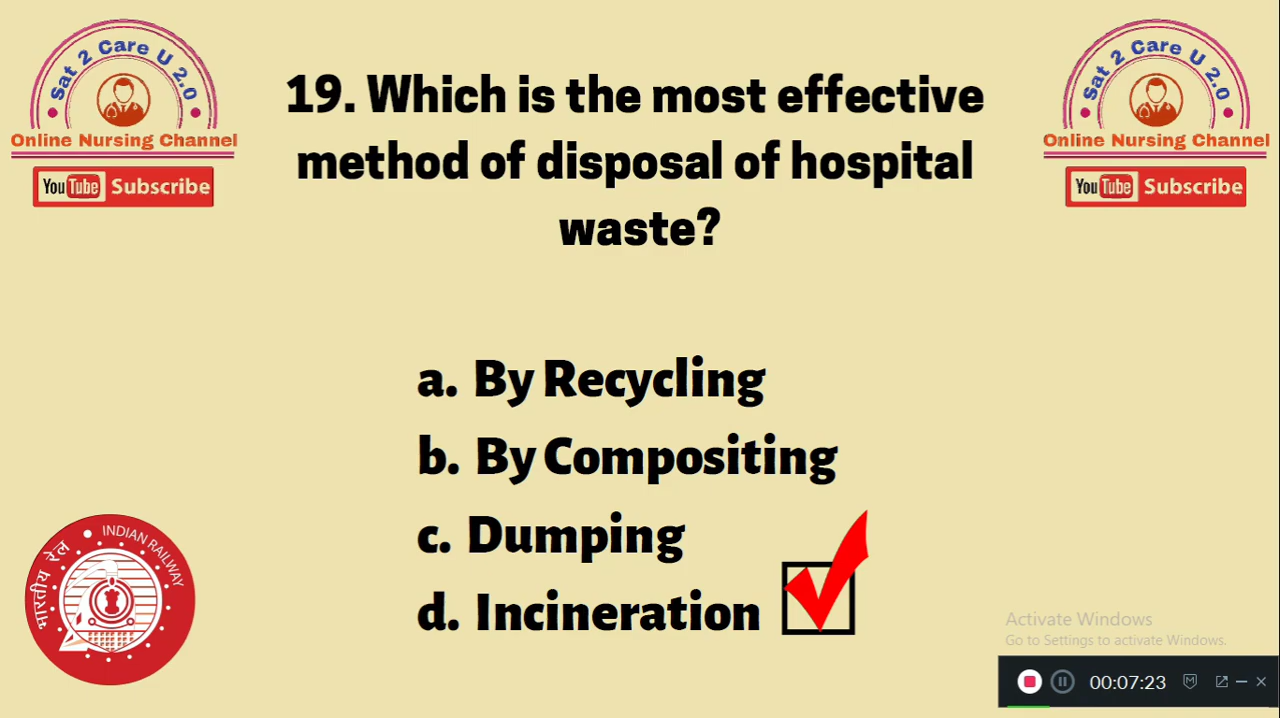 Sat 2 Care U 2.0
Online Nursing Channel
YouTube Subscribe
Sat 2 Care U 2.0
Online Nursing Channel
YouTube Subscribe
19. Which is the most effective
method of disposal of hospital
waste?
a. By Recycling
b. By Compositing
c. Dumping
d. Incineration
भारतीय रेल
INDIAN RAILWAY
Activate Windows
Go to Settings to activate Windows.
00:07:23